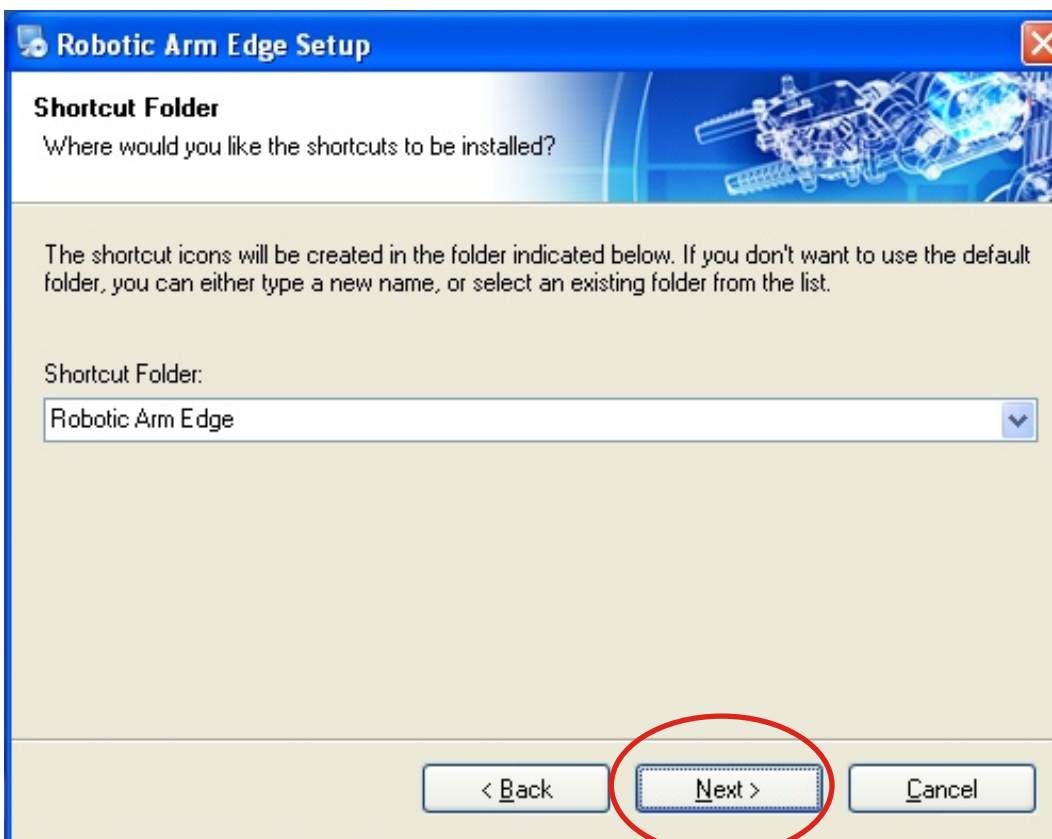 Robotic Arm Edge Setup
Shortcut Folder
Where would you like the shortcuts to be installed?
The shortcut icons will be created in the folder indicated below. If you don't want to use the default
folder, you can either type a new name, or select an existing folder from the list.
Shortcut Folder:
Robotic Arm Edge
< Back Next > Cancel